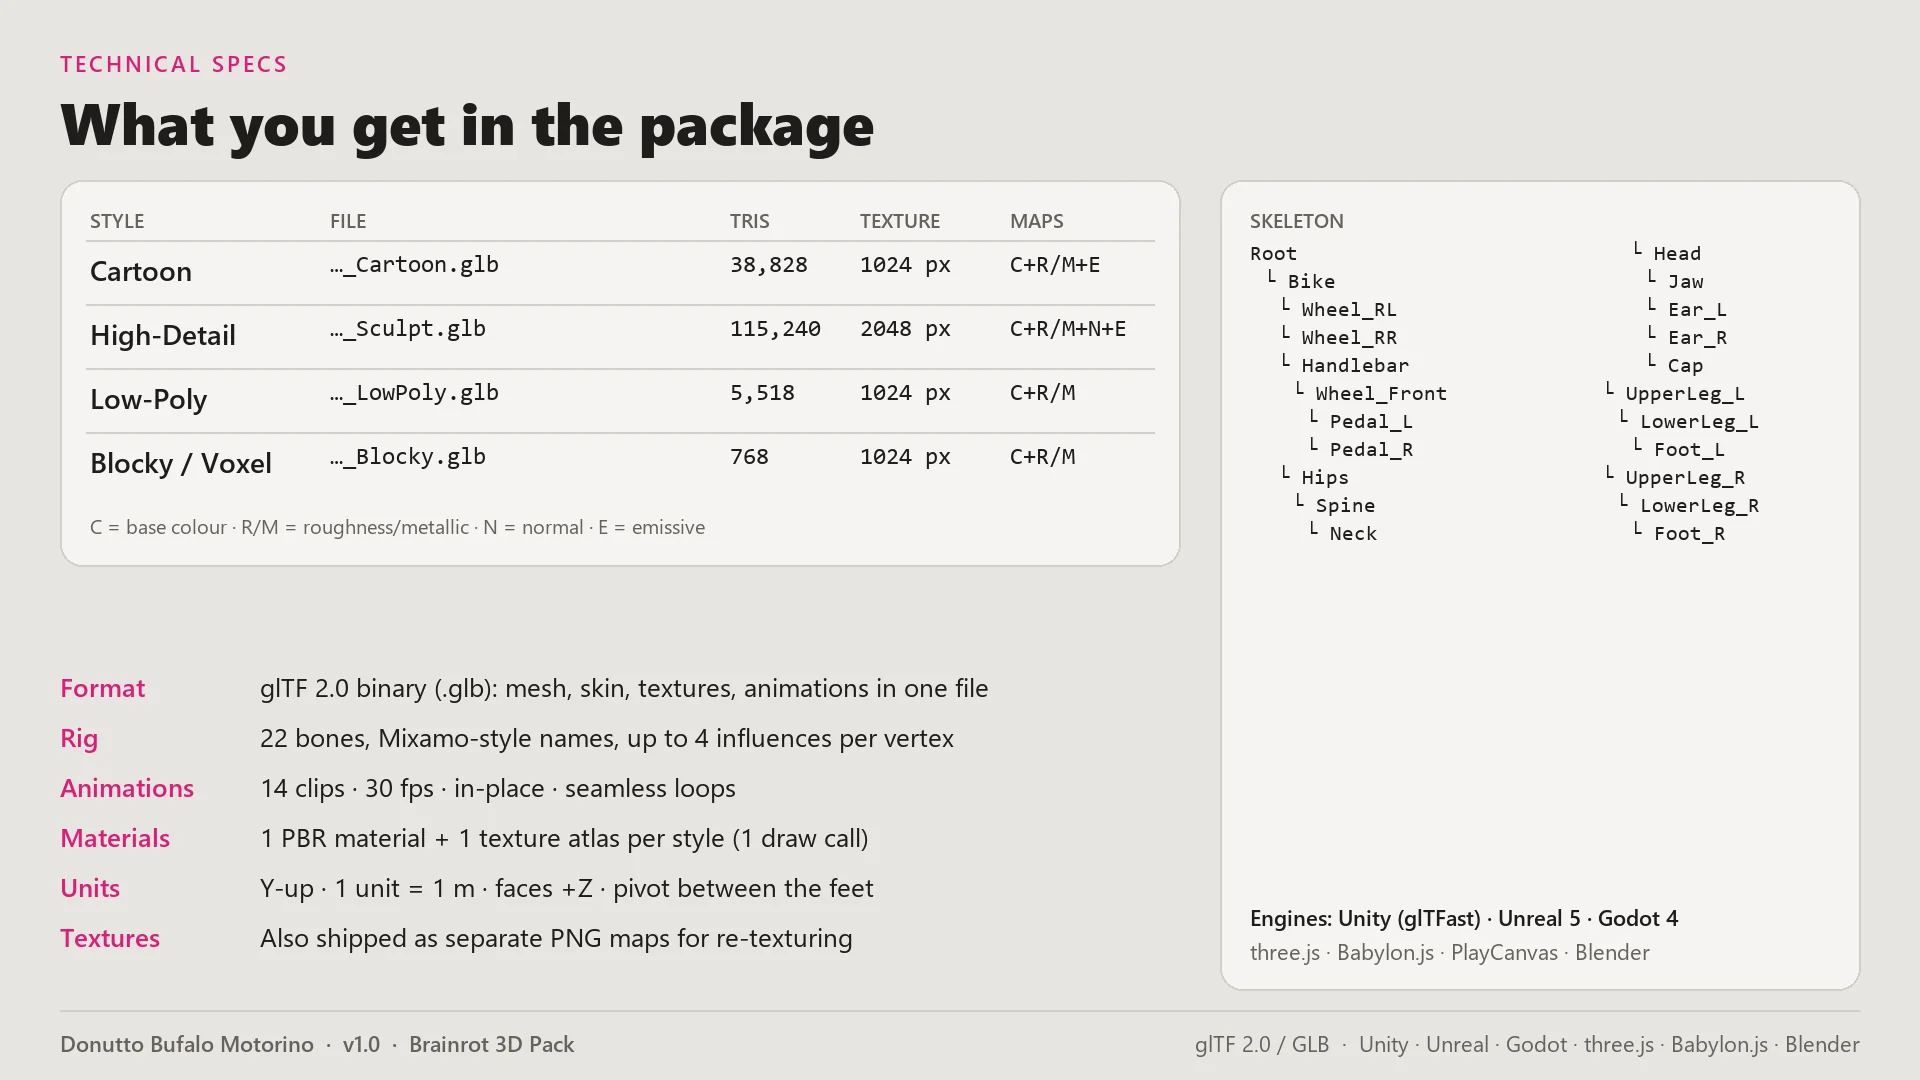 TECHNICAL SPECS
What you get in the package
STYLE FILE TRIS TEXTURE MAPS
Cartoon …_Cartoon.glb 38,828 1024 px C+R/M+E
High-Detail …_Sculpt.glb 115,240 2048 px C+R/M+N+E
Low-Poly …_LowPoly.glb 5,518 1024 px C+R/M
Blocky / Voxel …_Blocky.glb 768 1024 px C+R/M
C = base colour · R/M = roughness/metallic · N = normal · E = emissive
Format glTF 2.0 binary (.glb): mesh, skin, textures, animations in one file
Rig 22 bones, Mixamo-style names, up to 4 influences per vertex
Animations 14 clips · 30 fps · in-place · seamless loops
Materials 1 PBR material + 1 texture atlas per style (1 draw call)
Units Y-up · 1 unit = 1 m · faces +Z · pivot between the feet
Textures Also shipped as separate PNG maps for re-texturing
SKELETON
Root
└ Bike
└ Wheel_RL
└ Wheel_RR
└ Handlebar
└ Wheel_Front
└ Pedal_L
└ Pedal_R
└ Hips
└ Spine
└ Neck
└ Head
└ Jaw
└ Ear_L
└ Ear_R
└ Cap
└ UpperLeg_L
└ LowerLeg_L
└ Foot_L
└ UpperLeg_R
└ LowerLeg_R
└ Foot_R
Engines: Unity (glTFast) · Unreal 5 · Godot 4
three.js · Babylon.js · PlayCanvas · Blender
Donutto Bufalo Motorino · v1.0 · Brainrot 3D Pack
glTF 2.0 / GLB · Unity · Unreal · Godot · three.js · Babylon.js · Blender